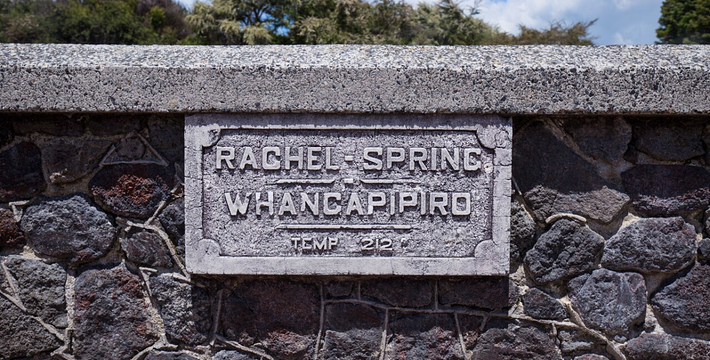 RACHEL-SPRING
WHANGAPIPIRO
TEMP 212°